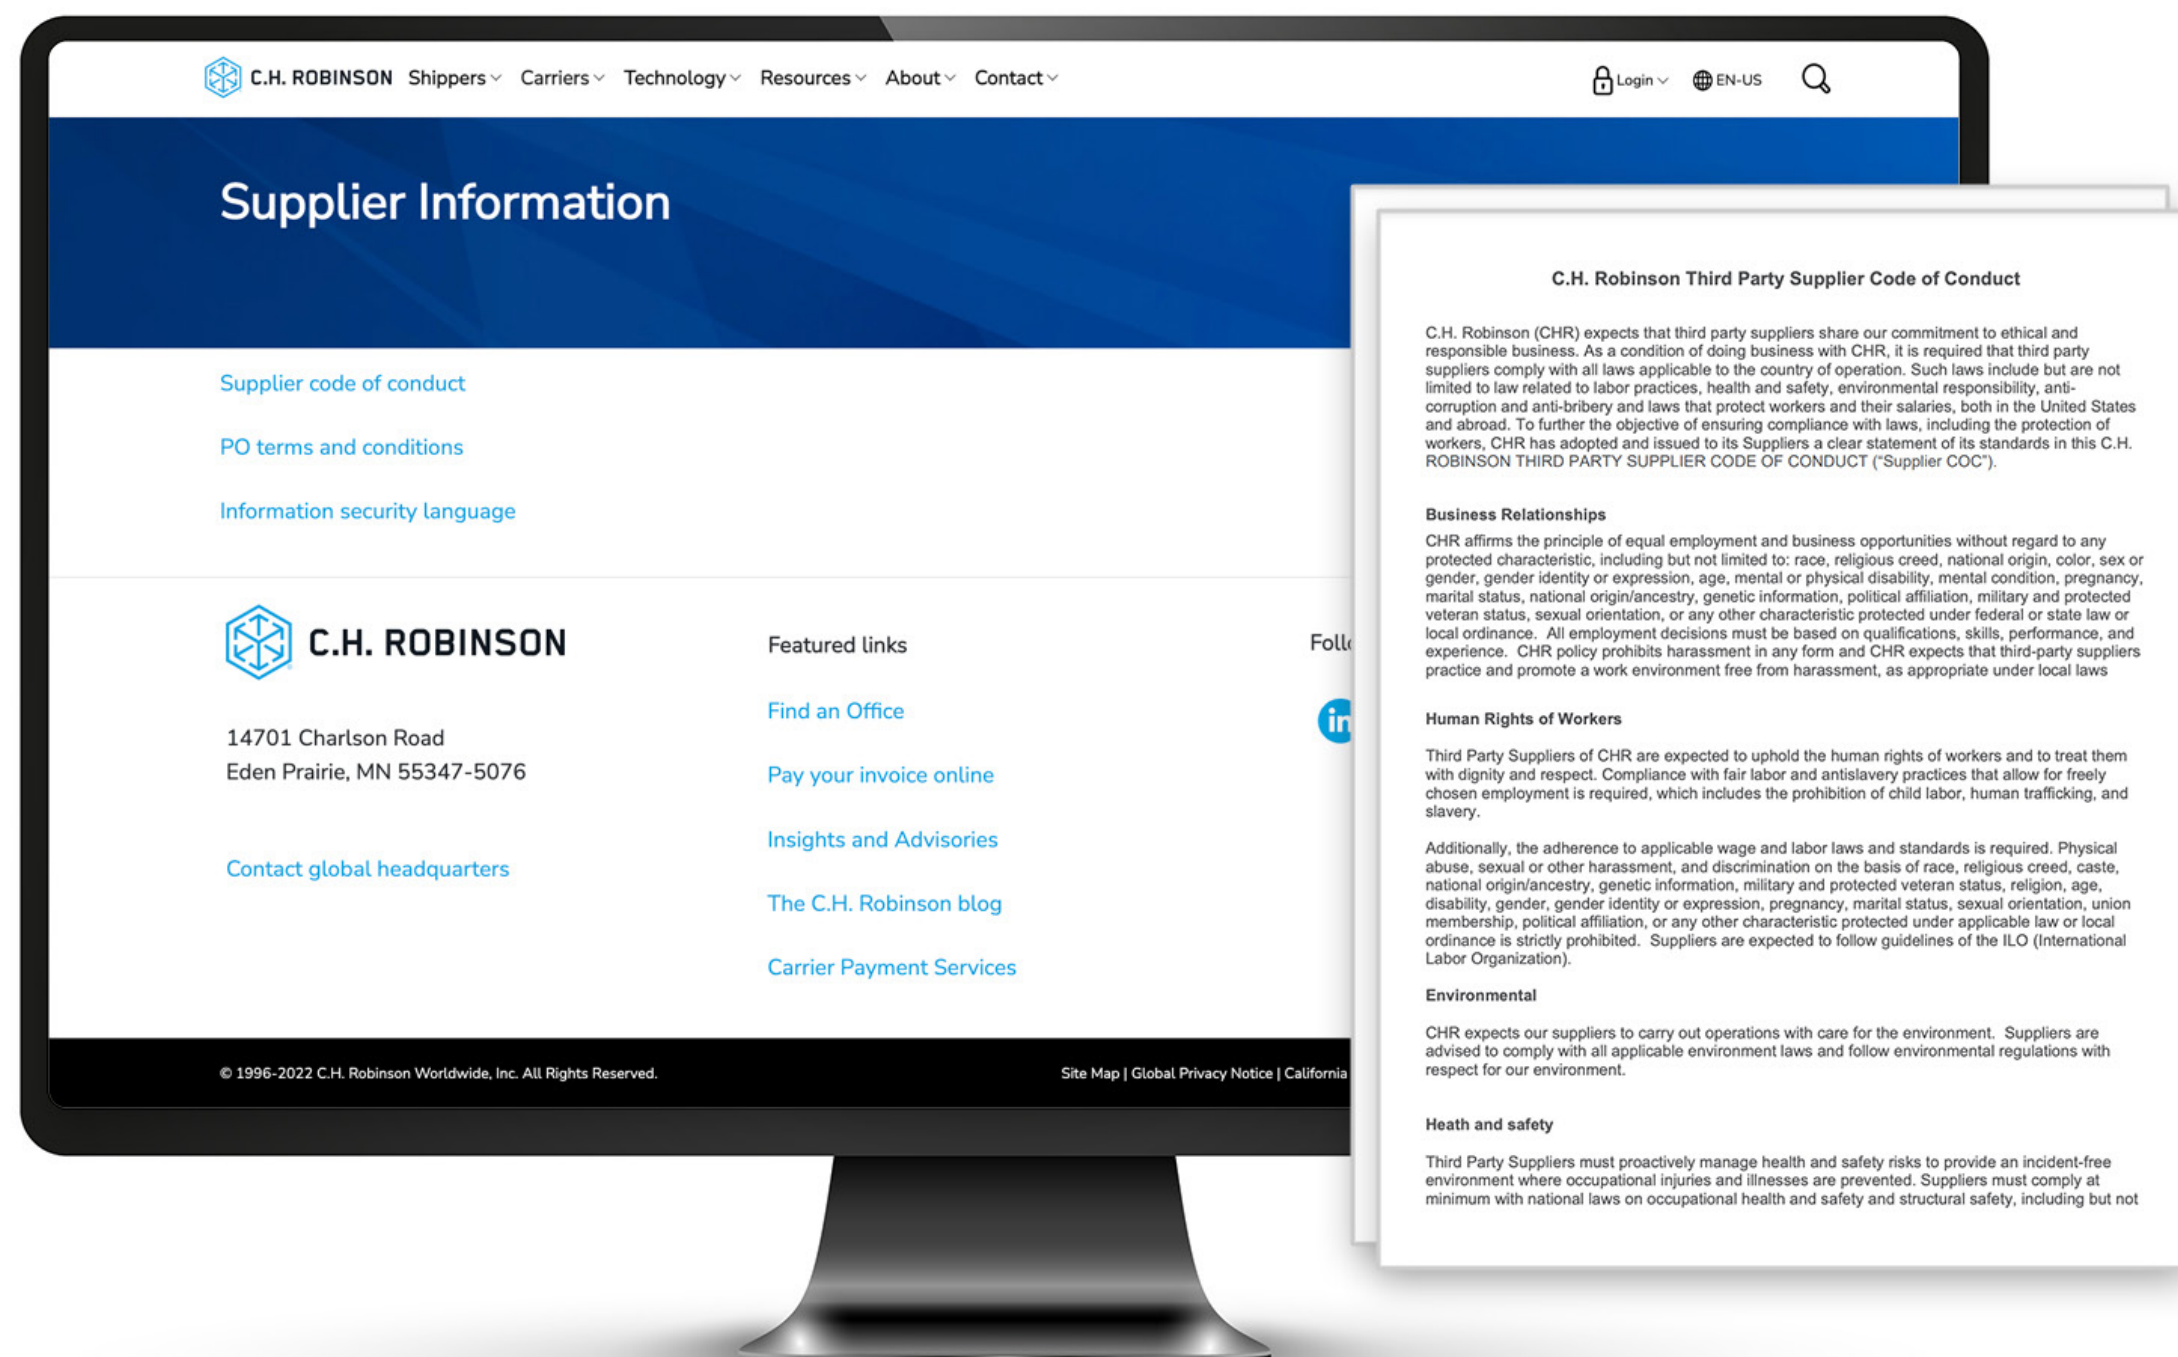 C.H. ROBINSON Shippers Carriers Technology Resources About Contact Login EN-US
Supplier Information
Supplier code of conduct
PO terms and conditions
Information security language
C.H. ROBINSON
14701 Charlson Road
Eden Prairie, MN 55347-5076
Contact global headquarters
Featured links
Find an Office
Pay your invoice online
Insights and Advisories
The C.H. Robinson blog
Carrier Payment Services
in
© 1996-2022 C.H. Robinson Worldwide, Inc. All Rights Reserved.
Site Map | Global Privacy Notice | California
C.H. Robinson Third Party Supplier Code of Conduct
C.H. Robinson (CHR) expects that third party suppliers share our commitment to ethical and
responsible business. As a condition of doing business with CHR, it is required that third party
suppliers comply with all laws applicable to the country of operation. Such laws include but are not
limited to law related to labor practices, health and safety, environmental responsibility, anti-
corruption and anti-bribery and laws that protect workers and their salaries, both in the United States
and abroad. To further the objective of ensuring compliance with laws, including the protection of
workers, CHR has adopted and issued to its Suppliers a clear statement of its standards in this C.H.
ROBINSON THIRD PARTY SUPPLIER CODE OF CONDUCT (“Supplier COC”).
Business Relationships
CHR affirms the principle of equal employment and business opportunities without regard to any
protected characteristic, including but not limited to: race, religious creed, national origin, color, sex or
gender, gender identity or expression, age, mental or physical disability, mental condition, pregnancy,
marital status, national origin/ancestry, genetic information, political affiliation, military and protected
veteran status, sexual orientation, or any other characteristic protected under federal or state law or
local ordinance. All employment decisions must be based on qualifications, skills, performance, and
experience. CHR policy prohibits harassment in any form and CHR expects that third-party suppliers
practice and promote a work environment free from harassment, as appropriate under local laws
Human Rights of Workers
Third Party Suppliers of CHR are expected to uphold the human rights of workers and to treat them
with dignity and respect. Compliance with fair labor and antislavery practices that allow for freely
chosen employment is required, which includes the prohibition of child labor, human trafficking, and
slavery.
Additionally, the adherence to applicable wage and labor laws and standards is required. Physical
abuse, sexual or other harassment, and discrimination on the basis of race, religious creed, caste,
national origin/ancestry, genetic information, military and protected veteran status, religion, age,
disability, gender, gender identity or expression, pregnancy, marital status, sexual orientation, union
membership, political affiliation, or any other characteristic protected under applicable law or local
ordinance is strictly prohibited. Suppliers are expected to follow guidelines of the ILO (International
Labor Organization).
Environmental
CHR expects our suppliers to carry out operations with care for the environment. Suppliers are
advised to comply with all applicable environment laws and follow environmental regulations with
respect for our environment.
Heath and safety
Third Party Suppliers must proactively manage health and safety risks to provide an incident-free
environment where occupational injuries and illnesses are prevented. Suppliers must comply at
minimum with national laws on occupational health and safety and structural safety, including but not